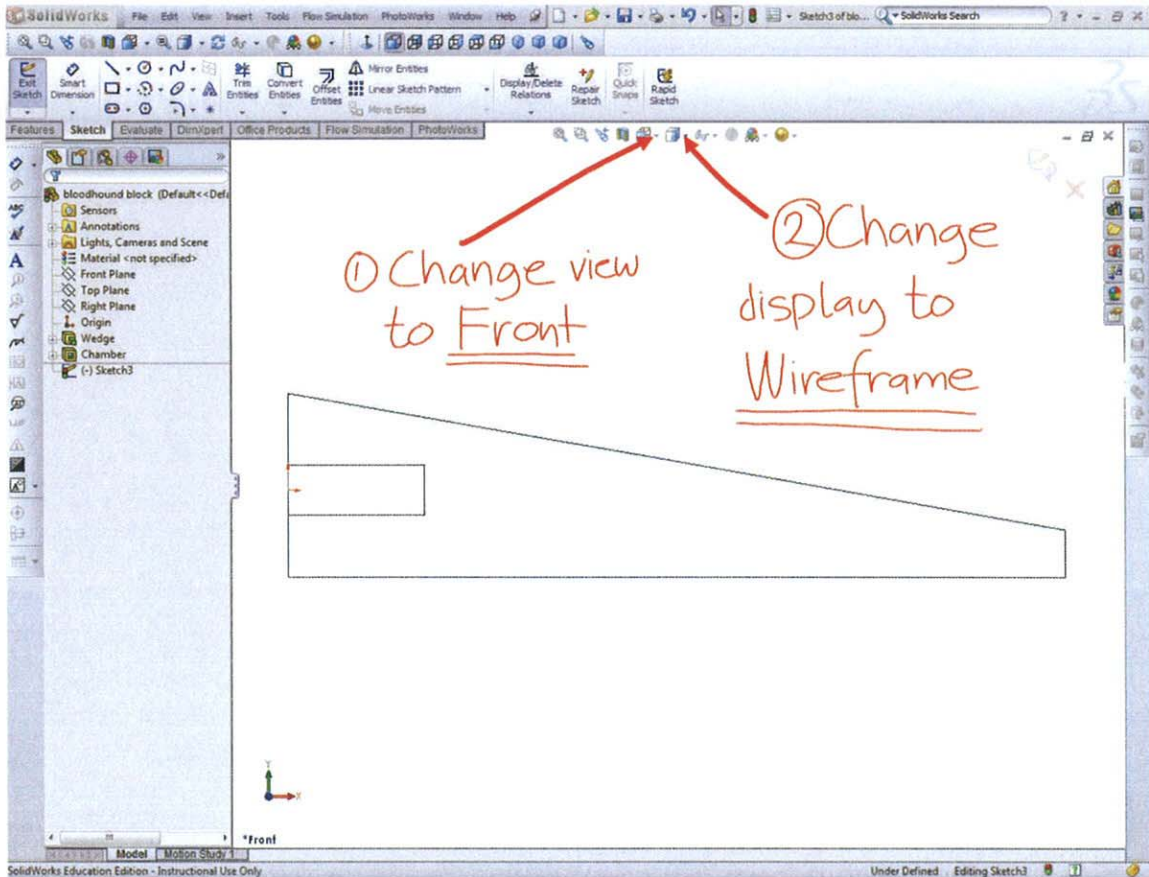 SolidWorks
File Edit View Insert Tools Flow Simulation PhotoWorks Window Help
Sketch3 of blo...
SolidWorks Search
Exit Sketch
Smart Dimension
Trim Entities
Convert Entities
Offset Entities
Mirror Entities
Linear Sketch Pattern
Move Entities
Display/Delete Relations
Repair Sketch
Quick Snaps
Rapid Sketch
Features Sketch Evaluate DimXpert Office Products Flow Simulation PhotoWorks
bloodhound block (Default<<Defa
Sensors
Annotations
Lights, Cameras and Scene
Material <not specified>
Front Plane
Top Plane
Right Plane
Origin
Wedge
Chamber
(-) Sketch3
① Change view
to Front
② Change
display to
Wireframe
Y
X
*Front
Model Motion Study 1
SolidWorks Education Edition - Instructional Use Only
Under Defined Editing Sketch3